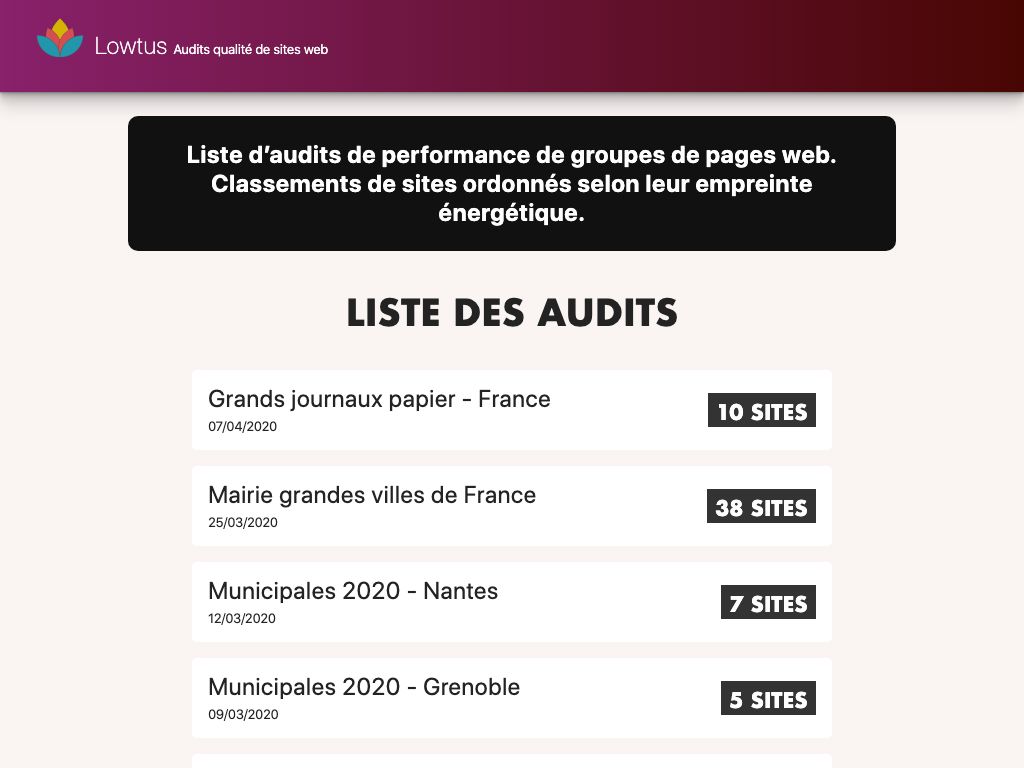 Lowtus Audits qualité de sites web
Liste d’audits de performance de groupes de pages web.
Classements de sites ordonnés selon leur empreinte
énergétique.
LISTE DES AUDITS
Grands journaux papier - France
07/04/2020
10 SITES
Mairie grandes villes de France
25/03/2020
38 SITES
Municipales 2020 - Nantes
12/03/2020
7 SITES
Municipales 2020 - Grenoble
09/03/2020
5 SITES